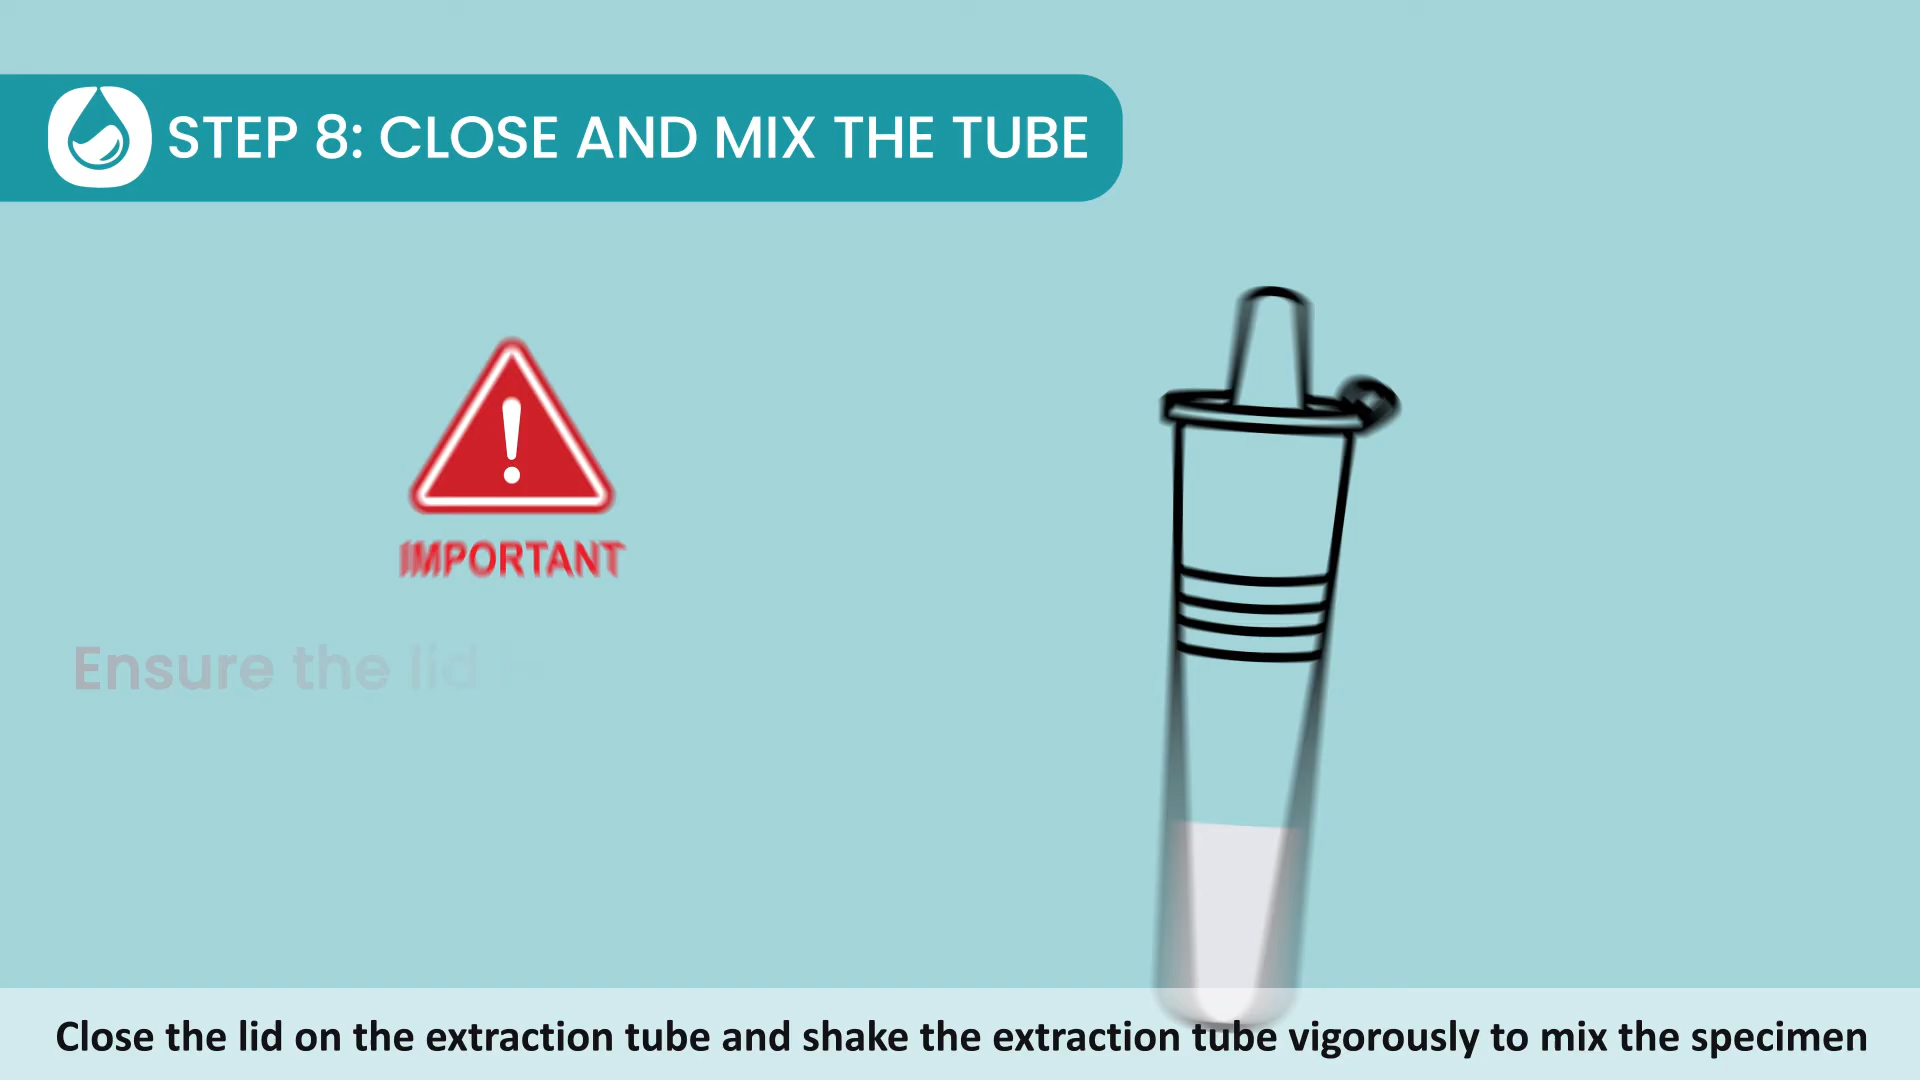 STEP 8: CLOSE AND MIX THE TUBE
IMPORTANT
Ensure the lid
Close the lid on the extraction tube and shake the extraction tube vigorously to mix the specimen